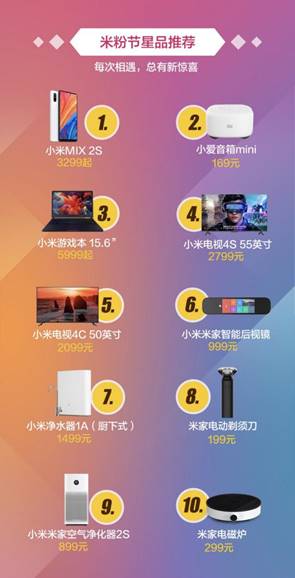 米粉节星品推荐
每次相遇，总有新惊喜
1.
小米MIX 2S
3299起
2.
小爱音箱mini
169元
3.
小米游戏本 15.6"
5999起
4.
小米电视4S 55英寸
2799元
5.
小米电视4C 50英寸
2099元
6.
小米米家智能后视镜
999元
7.
小米净水器1A（厨下式）
1499元
8.
米家电动剃须刀
199元
9.
小米米家空气净化器2S
899元
10.
米家电磁炉
299元